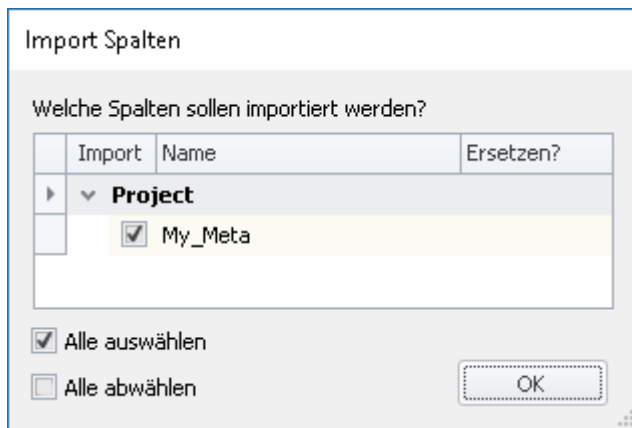 Import Spalten
Welche Spalten sollen importiert werden?
Import Name Ersetzen?
Project
My_Meta
Alle auswählen
Alle abwählen
OK